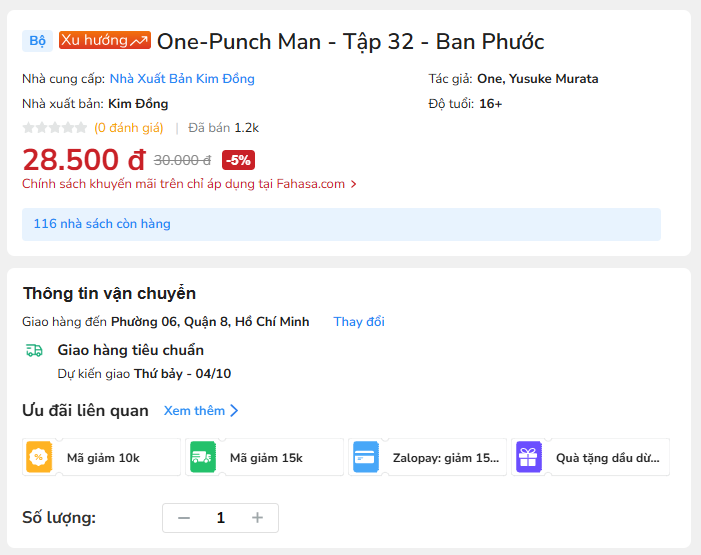 Bộ Xu hướng One-Punch Man - Tập 32 - Ban Phước
Nhà cung cấp: Nhà Xuất Bản Kim Đồng Tác giả: One, Yusuke Murata
Nhà xuất bản: Kim Đồng Độ tuổi: 16+
(0 đánh giá) | Đã bán 1.2k
28.500 đ 30.000 đ -5%
Chính sách khuyến mãi trên chỉ áp dụng tại Fahasa.com
116 nhà sách còn hàng
Thông tin vận chuyển
Giao hàng đến Phường 06, Quận 8, Hồ Chí Minh Thay đổi
Giao hàng tiêu chuẩn
Dự kiến giao Thứ bảy - 04/10
Ưu đãi liên quan Xem thêm
Mã giảm 10k Mã giảm 15k Zalopay: giảm 15... Quà tặng dầu dừ...
Số lượng: 1